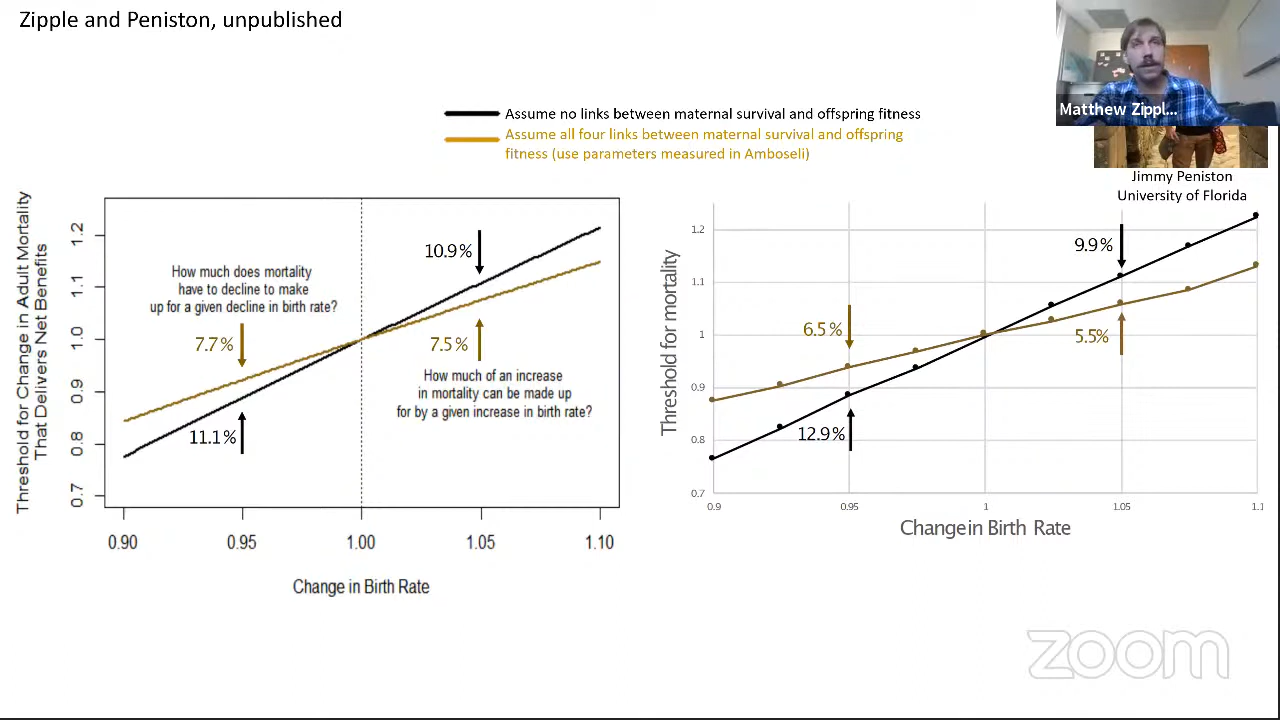 Zipple and Peniston, unpublished
Matthew Zippl...
Assume no links between maternal survival and offspring fitness
Assume all four links between maternal survival and offspring
fitness (use parameters measured in Amboseli)
Jimmy Peniston
University of Florida
Threshold for Change in Adult Mortality
That Delivers Net Benefits
1.2
1.1
1.0
0.9
0.8
0.7
How much does mortality
have to decline to make
up for a given decline in birth rate?
7.7%
11.1%
10.9%
7.5%
How much of an increase
in mortality can be made up
for by a given increase in birth rate?
0.90
0.95
1.00
1.05
1.10
Change in Birth Rate
Threshold for mortality
1.2
1.1
1
0.9
0.8
0.7
6.5%
12.9%
9.9%
5.5%
0.9
0.95
1
1.05
1.1
Change in Birth Rate
zoom